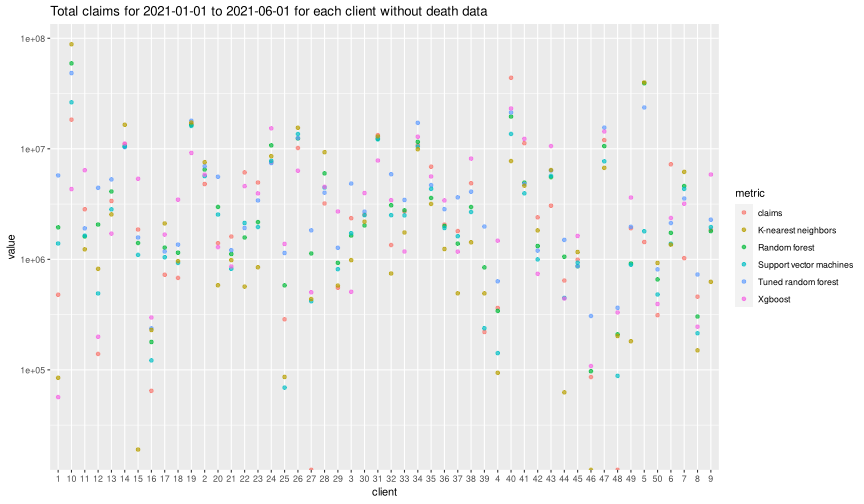 Total claims for 2021-01-01 to 2021-06-01 for each client without death data
1e+08
1e+07
1e+06
1e+05
value
1 10 11 12 13 14 15 16 17 18 19 2 20 21 22 23 24 25 26 27 28 29 3 30 31 32 33 34 35 36 37 38 39 4 40 41 42 43 44 45 46 47 48 49 5 50 6 7 8 9
client
metric
claims
K-nearest neighbors
Random forest
Support vector machines
Tuned random forest
Xgboost